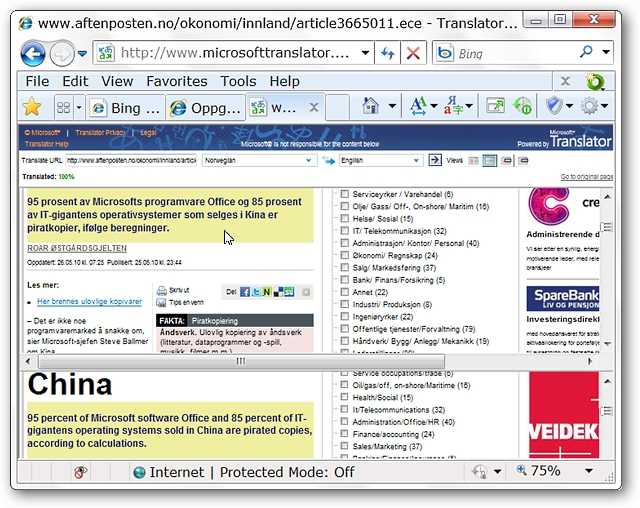 www.aftenposten.no/okonomi/innland/article3665011.ece - Translator...
http://www.microsofttranslator....
Bing
File Edit View Favorites Tools Help
Bing ...
Oppg...
w...
© Microsoft® | Translator Privacy | Legal
Translator Help
Microsoft® is not responsible for the content below
Microsoft®
Powered by Translator
Translate URL http://www.aftenposten.no/okonomi/innland/article Norwegian English Views
Translated: 100%
Go to original page
95 prosent av Microsofts programvare Office og 85 prosent
av IT-gigantens operativsystemer som selges i Kina er
piratkopier, ifølge beregninger.
ROAR ØSTGÅRDSGJELTEN
Oppdatert: 26.05.10 kl. 07:25 Publisert: 25.05.10 kl. 23:44
Les mer:
Her brennes ulovlige kopivarer
– Det er ikke noe
programvaremarked å snakke om,
sier Microsoft-sjefen Steve Ballmer
om Kina
Skriv ut
Tips en venn
Del
FAKTA: Piratkopiering
Åndsverk. Ulovlig kopiering av åndsverk
(litteratur, dataprogrammer og -spill,
musikk, filmer m.m.)
Serviceyrker / Varehandel (6)
Olje/ Gass/ Off-, On-shore/ Maritim (16)
Helse/ Sosial (15)
IT/ Telekommunikasjon (32)
Administrasjon/ Kontor/ Personal (40)
Økonomi/ Regnskap (24)
Salg/ Markedsføring (37)
Bank/ Finans/Forsikring (5)
Annet (22)
Industri/ Produksjon (8)
Ingeniøryrker (22)
Offentlige tjenester/Forvaltning (79)
Håndverk/ Bygg/ Anlegg/ Mekanikk (19)
Lederstillinger
cre
Administrerende d
Vi ser etter en synlig, energisk
motiverende leder, med releva
bransjeer
SpareBank
LIV OG PENSJON
Investeringsdirekt
med hovedansvaret for strateg
aktivaallokering for porteføljen
China
95 percent of Microsoft software Office and 85 percent of IT-
gigantens operating systems sold in China are pirated copies,
according to calculations.
Service occupations/trade (6)
Oil/gas/off, on-shore/Maritime (16)
Health/Social (15)
It/Telecommunications (32)
Administration/Office/HR (40)
Finance/accounting (24)
Sales/Marketing (37)
Banking/Finance/Insurance (5)
VEIDEK
Internet | Protected Mode: Off
75%